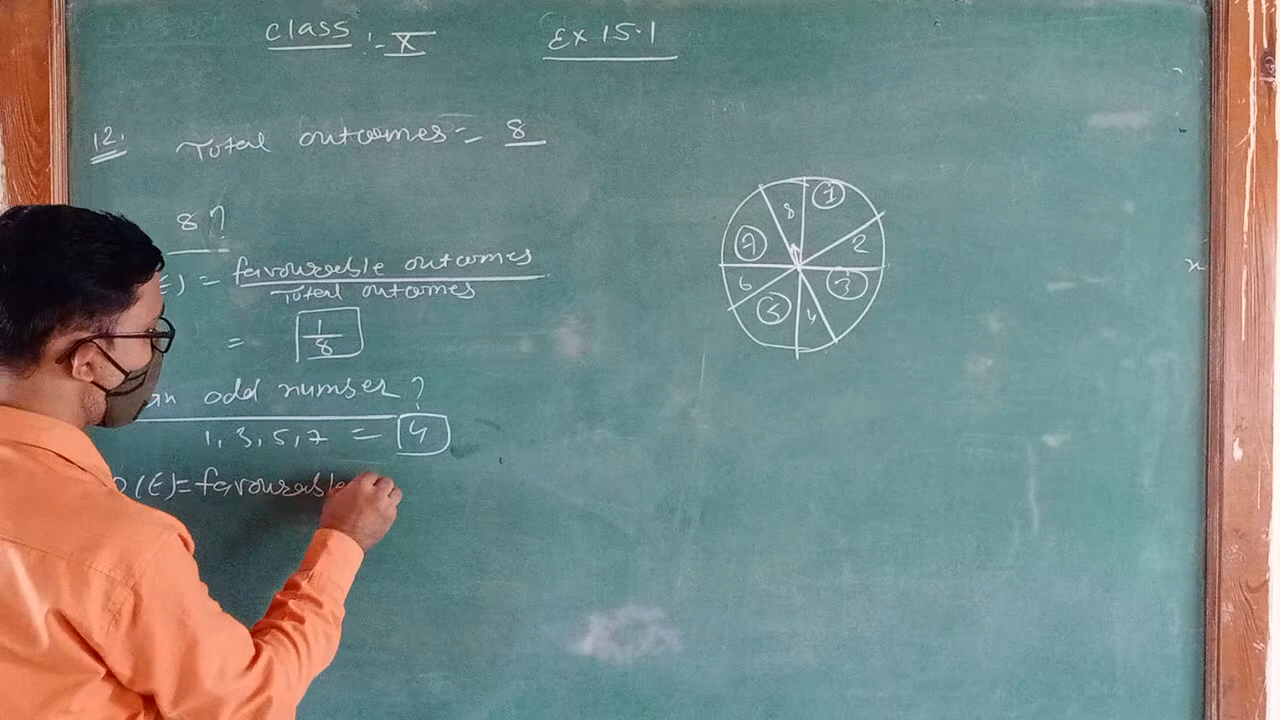 class :- X
Ex 15.1
12. Total outcomes = 8
8 ?
E) = favourable outcomes
Total outcomes
= 1
8
an odd number ?
1, 3, 5, 7 = 4
P(E) = favourable
8 1
7 2
6 3
5 4
x